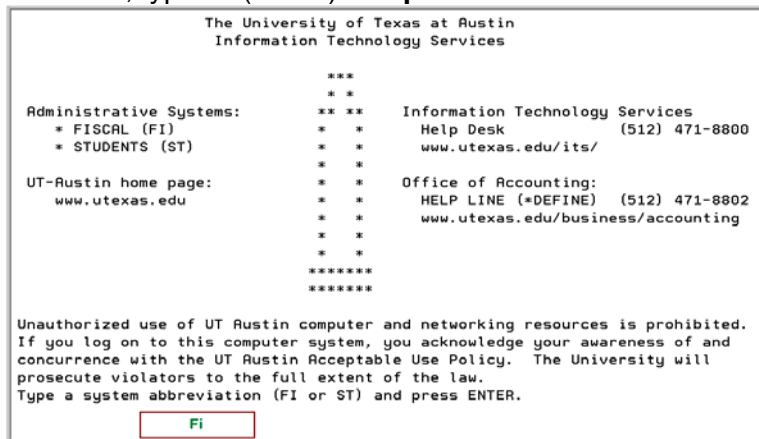 The University of Texas at Austin
Information Technology Services
***
* *
Administrative Systems: ** ** Information Technology Services
* FISCAL (FI) * * Help Desk (512) 471-8800
* STUDENTS (ST) * * www.utexas.edu/its/
* *
UT-Austin home page: * * Office of Accounting:
www.utexas.edu * * HELP LINE (*DEFINE) (512) 471-8802
* * www.utexas.edu/business/accounting
* *
* *
*******
*******
Unauthorized use of UT Austin computer and networking resources is prohibited.
If you log on to this computer system, you acknowledge your awareness of and
concurrence with the UT Austin Acceptable Use Policy. The University will
prosecute violators to the full extent of the law.
Type a system abbreviation (FI or ST) and press ENTER.
Fi